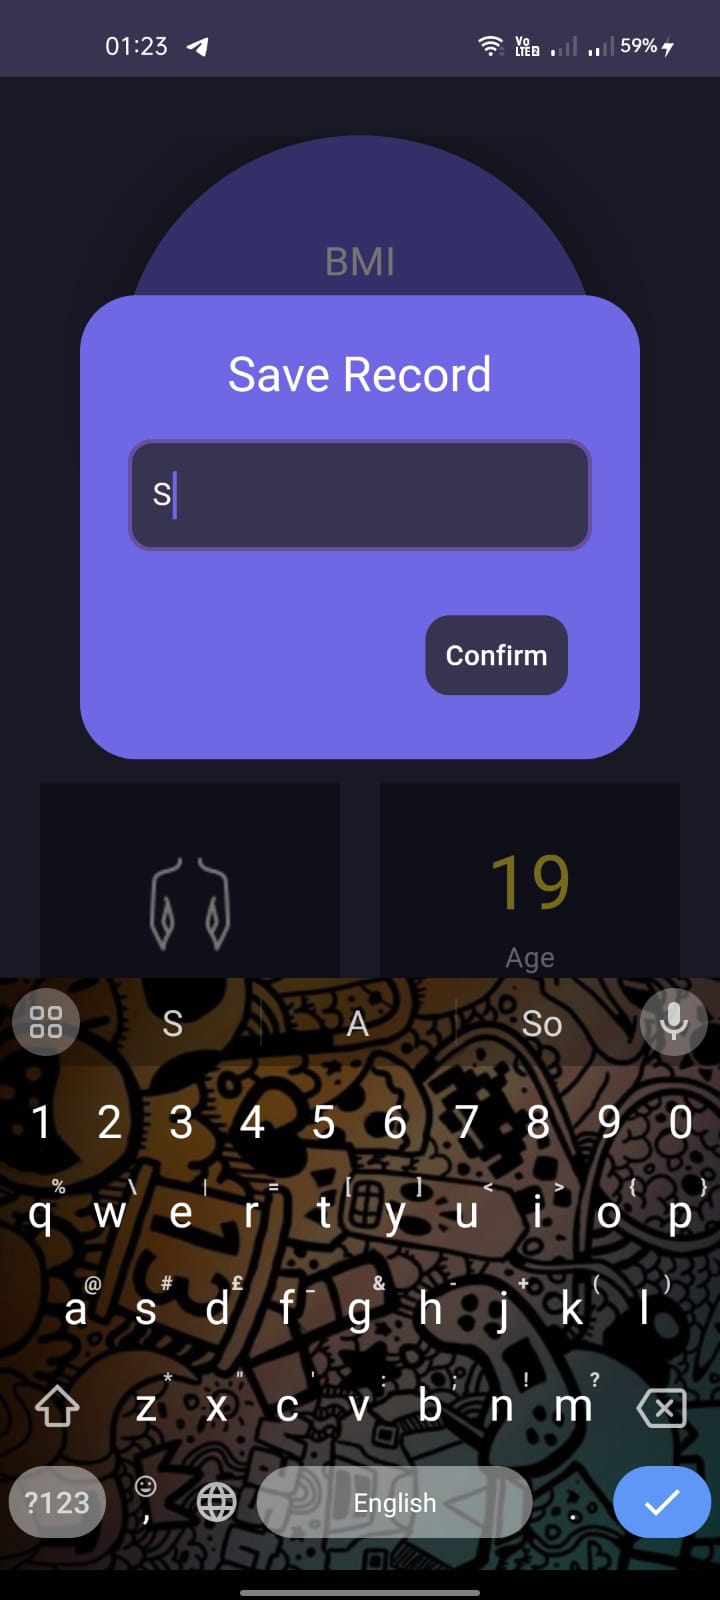 01:23 Vo LTE2 59%
BMI
Save Record
S
Confirm
19
Age
S A So
1 2 3 4 5 6 7 8 9 0
% \ | = [ ] < > { }
q w e r t y u i o p
@ # £ _ & - + ( )
a s d f g h j k l
* " ' : ; ! ?
z x c v b n m
?123 , English .